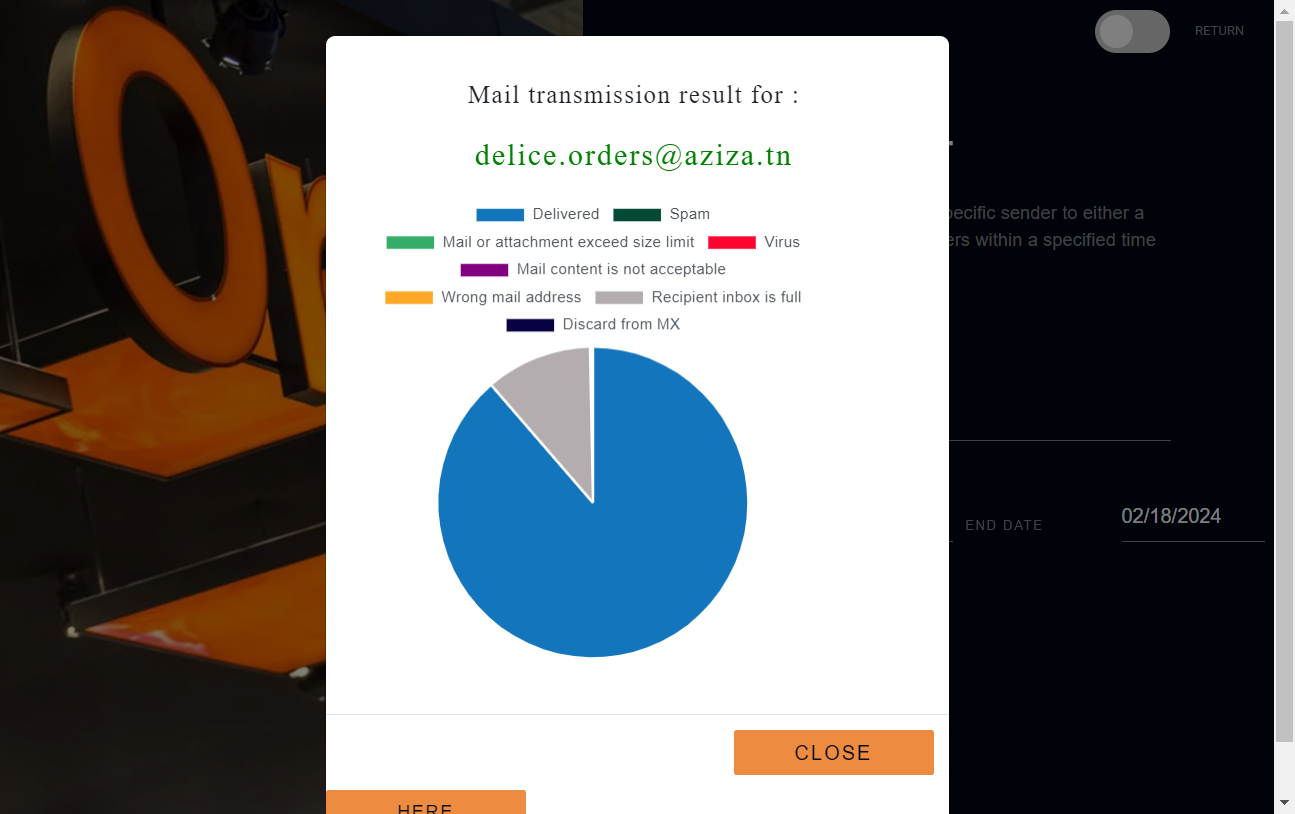 Or
RETURN
Mail transmission result for :
delice.orders@aziza.tn
Delivered Spam
Mail or attachment exceed size limit Virus
Mail content is not acceptable
Wrong mail address Recipient inbox is full
Discard from MX
sender to either a
within a specified time
END DATE 02/18/2024
CLOSE
HERE